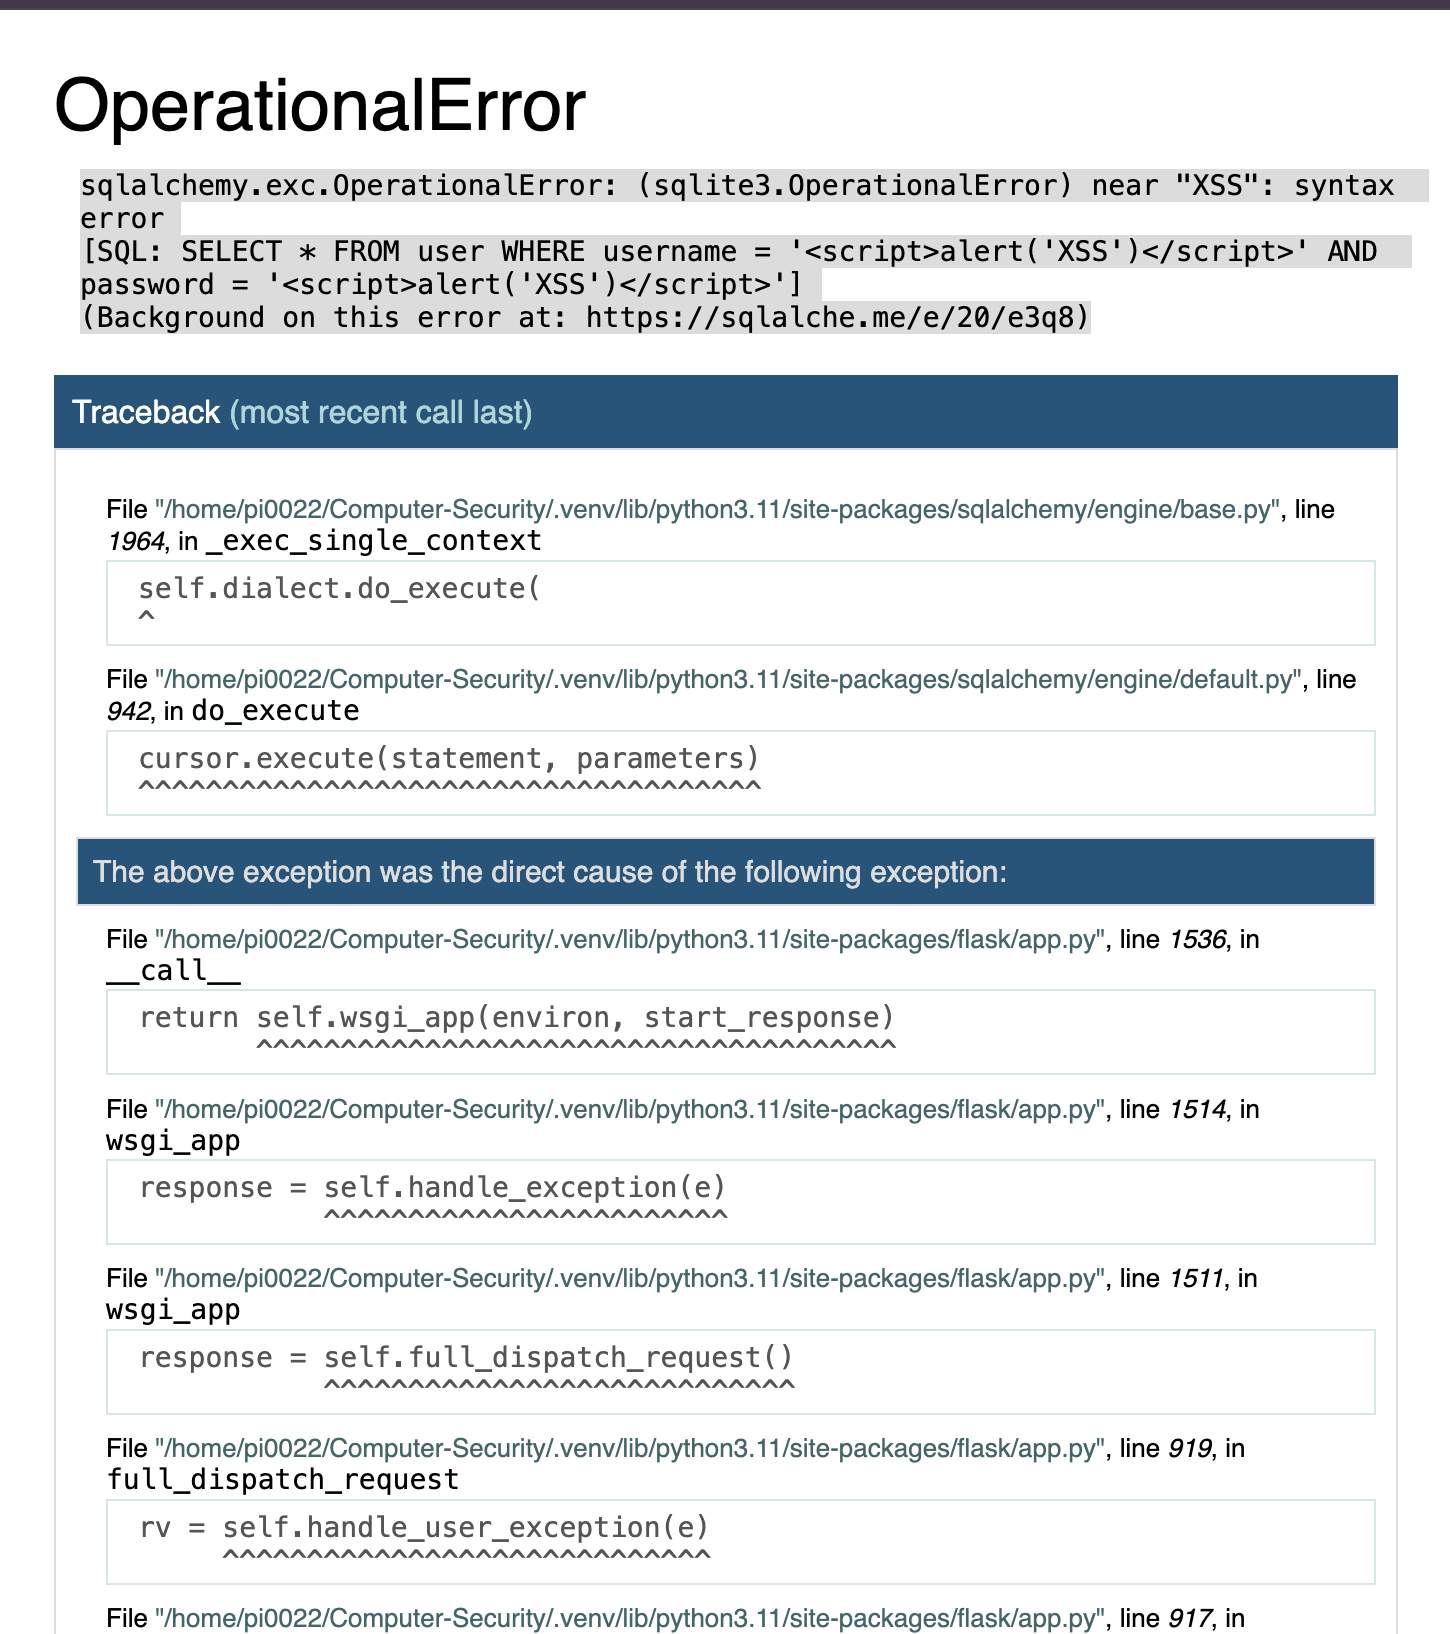 OperationalError
sqlalchemy.exc.OperationalError: (sqlite3.OperationalError) near "XSS": syntax
error
[SQL: SELECT * FROM user WHERE username = '<script>alert('XSS')</script>' AND
password = '<script>alert('XSS')</script>']
(Background on this error at: https://sqlalche.me/e/20/e3q8)
Traceback (most recent call last)
File "/home/pi0022/Computer-Security/.venv/lib/python3.11/site-packages/sqlalchemy/engine/base.py", line
1964, in _exec_single_context
self.dialect.do_execute(
^
File "/home/pi0022/Computer-Security/.venv/lib/python3.11/site-packages/sqlalchemy/engine/default.py", line
942, in do_execute
cursor.execute(statement, parameters)
^^^^^^^^^^^^^^^^^^^^^^^^^^^^^^^^^^^^^
The above exception was the direct cause of the following exception:
File "/home/pi0022/Computer-Security/.venv/lib/python3.11/site-packages/flask/app.py", line 1536, in
__call__
return self.wsgi_app(environ, start_response)
^^^^^^^^^^^^^^^^^^^^^^^^^^^^^^^^^^^^^^
File "/home/pi0022/Computer-Security/.venv/lib/python3.11/site-packages/flask/app.py", line 1514, in
wsgi_app
response = self.handle_exception(e)
^^^^^^^^^^^^^^^^^^^^^^^^
File "/home/pi0022/Computer-Security/.venv/lib/python3.11/site-packages/flask/app.py", line 1511, in
wsgi_app
response = self.full_dispatch_request()
^^^^^^^^^^^^^^^^^^^^^^^^^^^^
File "/home/pi0022/Computer-Security/.venv/lib/python3.11/site-packages/flask/app.py", line 919, in
full_dispatch_request
rv = self.handle_user_exception(e)
^^^^^^^^^^^^^^^^^^^^^^^^^^^^^
File "/home/pi0022/Computer-Security/.venv/lib/python3.11/site-packages/flask/app.py", line 917, in